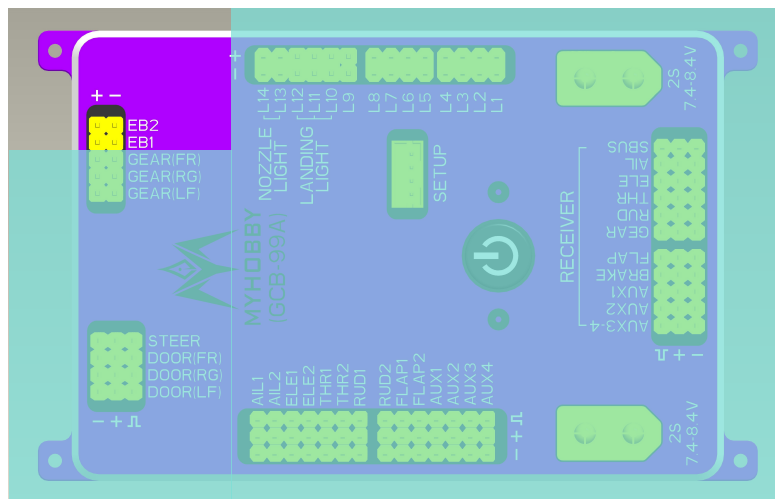 + −
EB2
EB1
GEAR(FR)
GEAR(RG)
GEAR(LF)
+ −
L14
L13
L12
L11
L10
L9
L8
L7
L6
L5
L4
L3
L2
L1
NOZZLE
LIGHT
LANDING
LIGHT
SETUP
2S
7.4-8.4V
RECEIVER
SBUS
AIL
ELE
THR
RUD
GEAR
FLAP
BRAKE
AUX1
AUX2
AUX3-4
+ −
MYHOBBY
STEER
DOOR(FR)
DOOR(RG)
DOOR(LF)
− +
AIL1
AIL2
ELE1
ELE2
THR1
THR2
RUD1
RUD2
FLAP1
FLAP2
AUX1
AUX2
AUX3
AUX4
− +
2S
7.4-8.4V